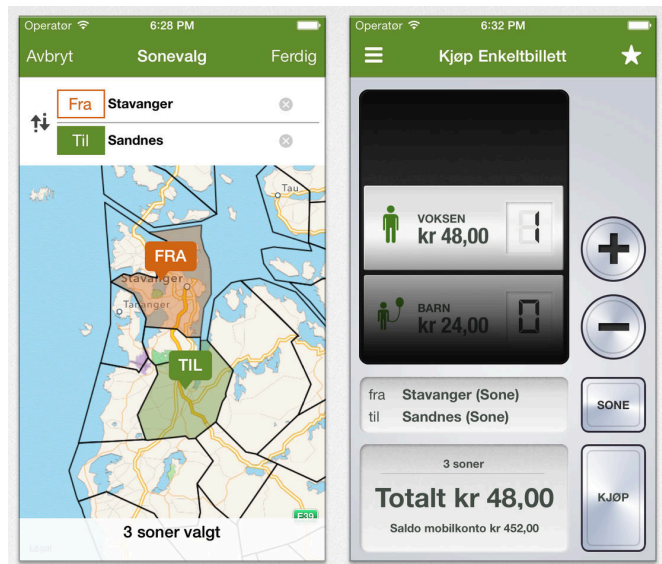 Operatør 6:28 PM
Avbryt Sonevalg Ferdig
Fra Stavanger
Til Sandnes
Tau
FRA
Stavanger
Tananger
TIL
E39
3 soner valgt
Legal
Operatør 6:32 PM
Kjøp Enkeltbillett
VOKSEN
kr 48,00
1
BARN
kr 24,00
0
fra Stavanger (Sone)
til Sandnes (Sone)
SONE
3 soner
Totalt kr 48,00
Saldo mobilkonto kr 452,00
KJØP